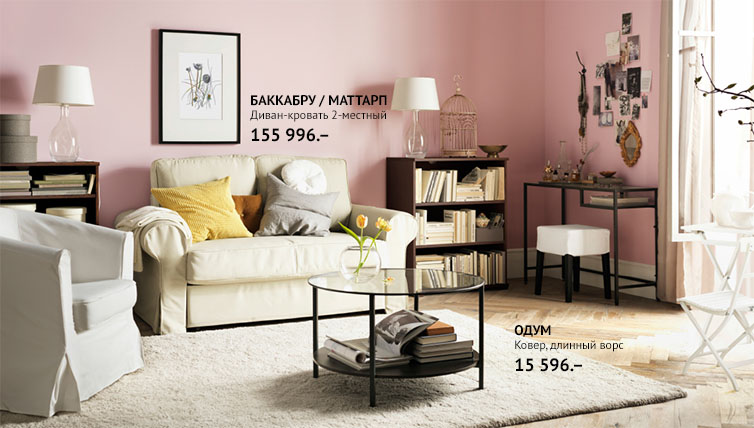 БАККАБРУ / МАТТАРП
Диван-кровать 2-местный
155 996.–
ОДУМ
Ковер, длинный ворс
15 596.–